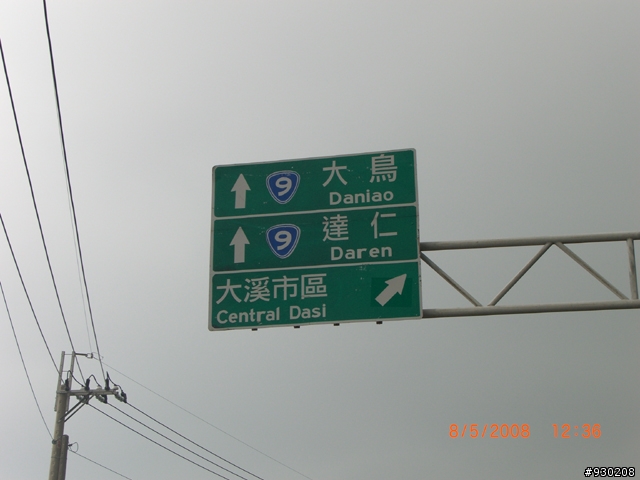 9 大鳥
Daniao
9 達仁
Daren
大溪市區
Central Dasi
8/5/2008 12:36
#930208